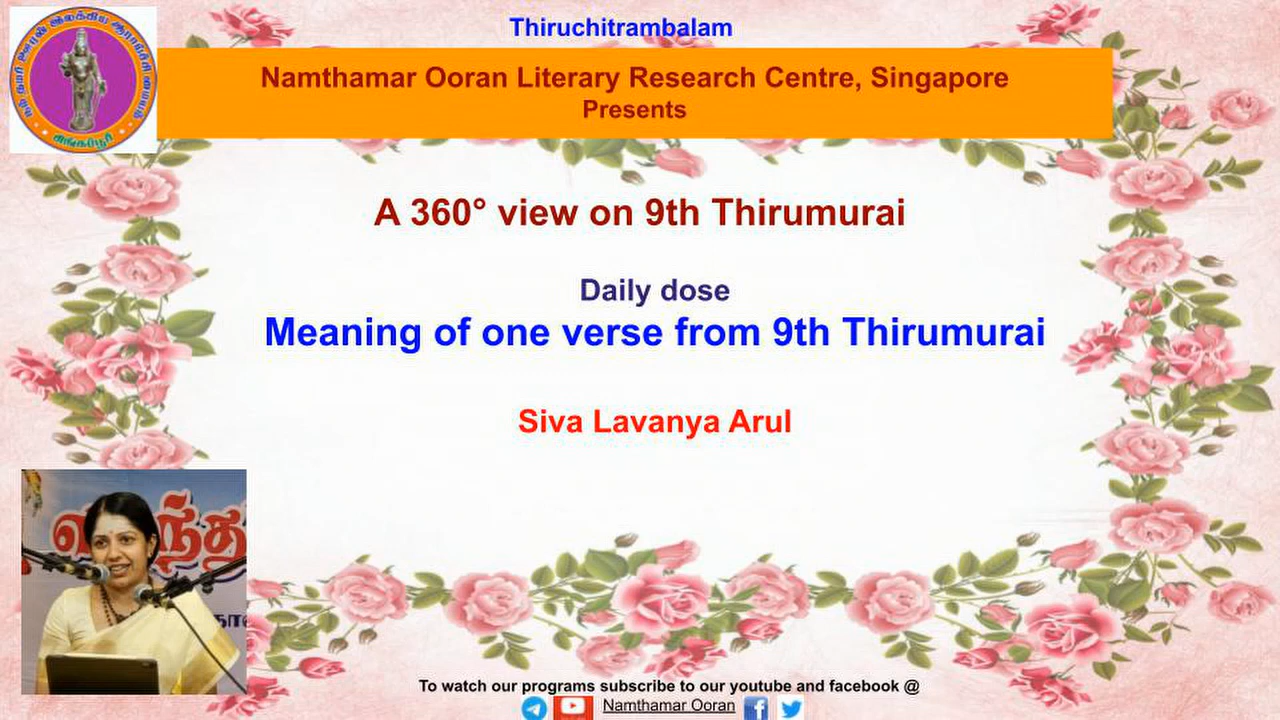 Thiruchitrambalam
Namthamar Ooran Literary Research Centre, Singapore
Presents
A 360° view on 9th Thirumurai
Daily dose
Meaning of one verse from 9th Thirumurai
Siva Lavanya Arul
To watch our programs subscribe to our youtube and facebook @
Namthamar Ooran